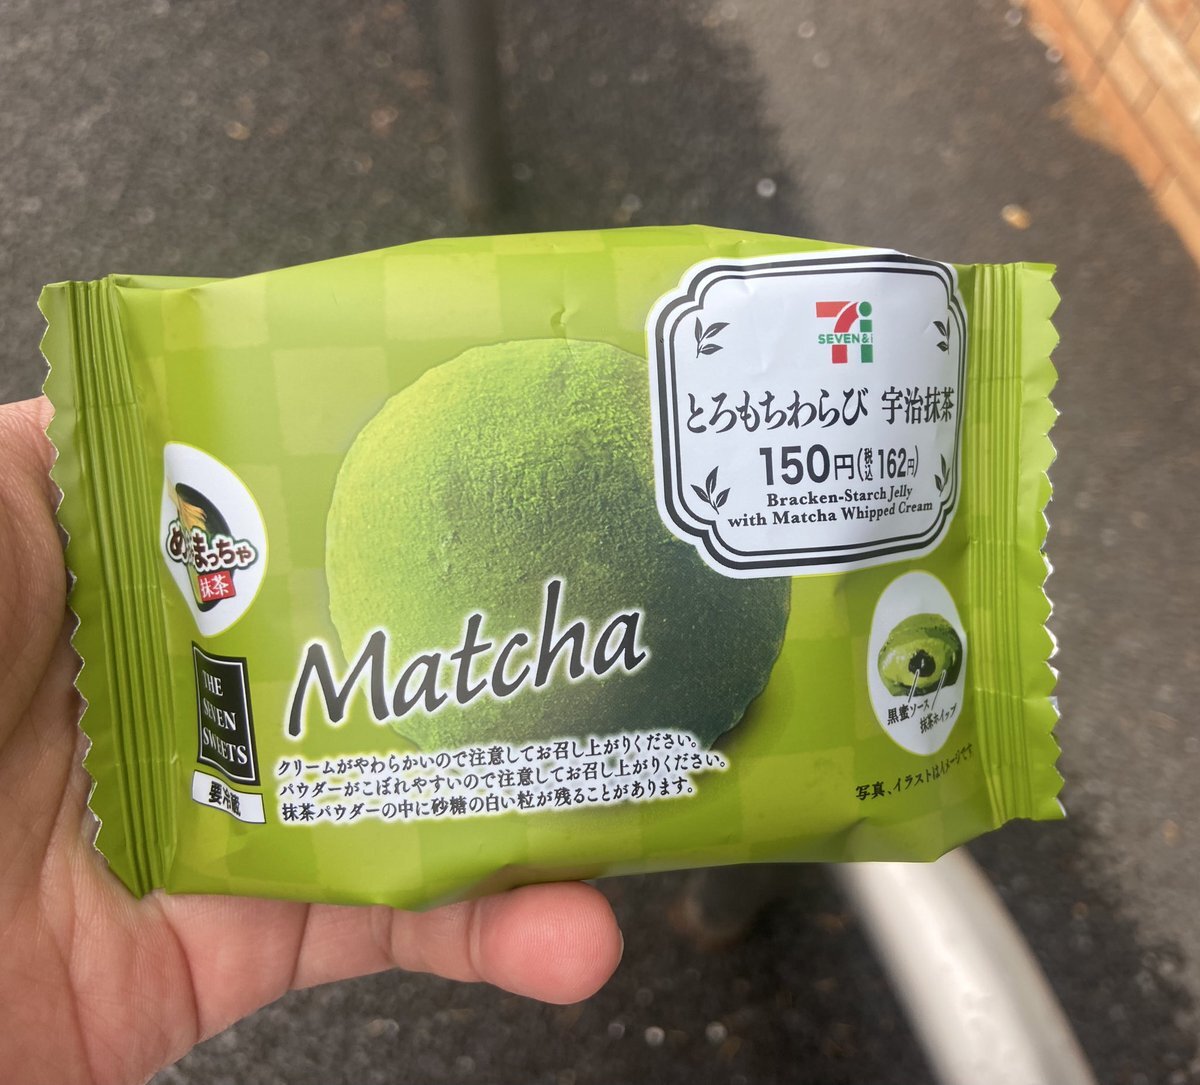 SEVEN & i
とろもちわらび 宇治抹茶
150円(税込162円)
Bracken-Starch Jelly
with Matcha Whipped Cream
まっちゃ
抹茶
THE
SEVEN
SWEETS
要冷蔵
Matcha
クリームがやわらかいので注意してお召し上がりください。
パウダーがこぼれやすいので注意してお召し上がりください。
抹茶パウダーの中に砂糖の白い粒が残ることがあります。
黒蜜ソース
抹茶ホイップ
写真、イラストはイメージです